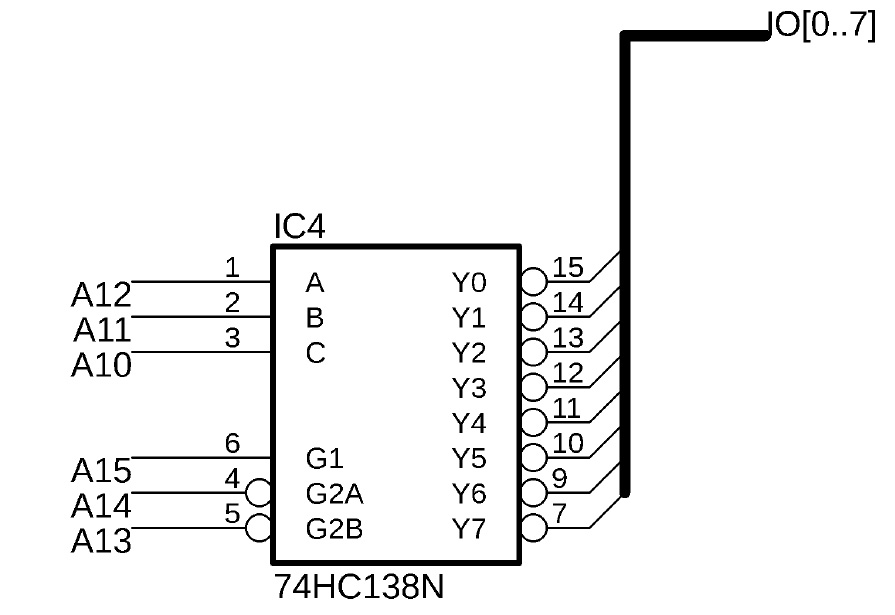 IO[0..7]
IC4
A12 1 A Y0 15
A11 2 B Y1 14
A10 3 C Y2 13
Y3 12
Y4 11
A15 6 G1 Y5 10
A14 4 G2A Y6 9
A13 5 G2B Y7 7
74HC138N